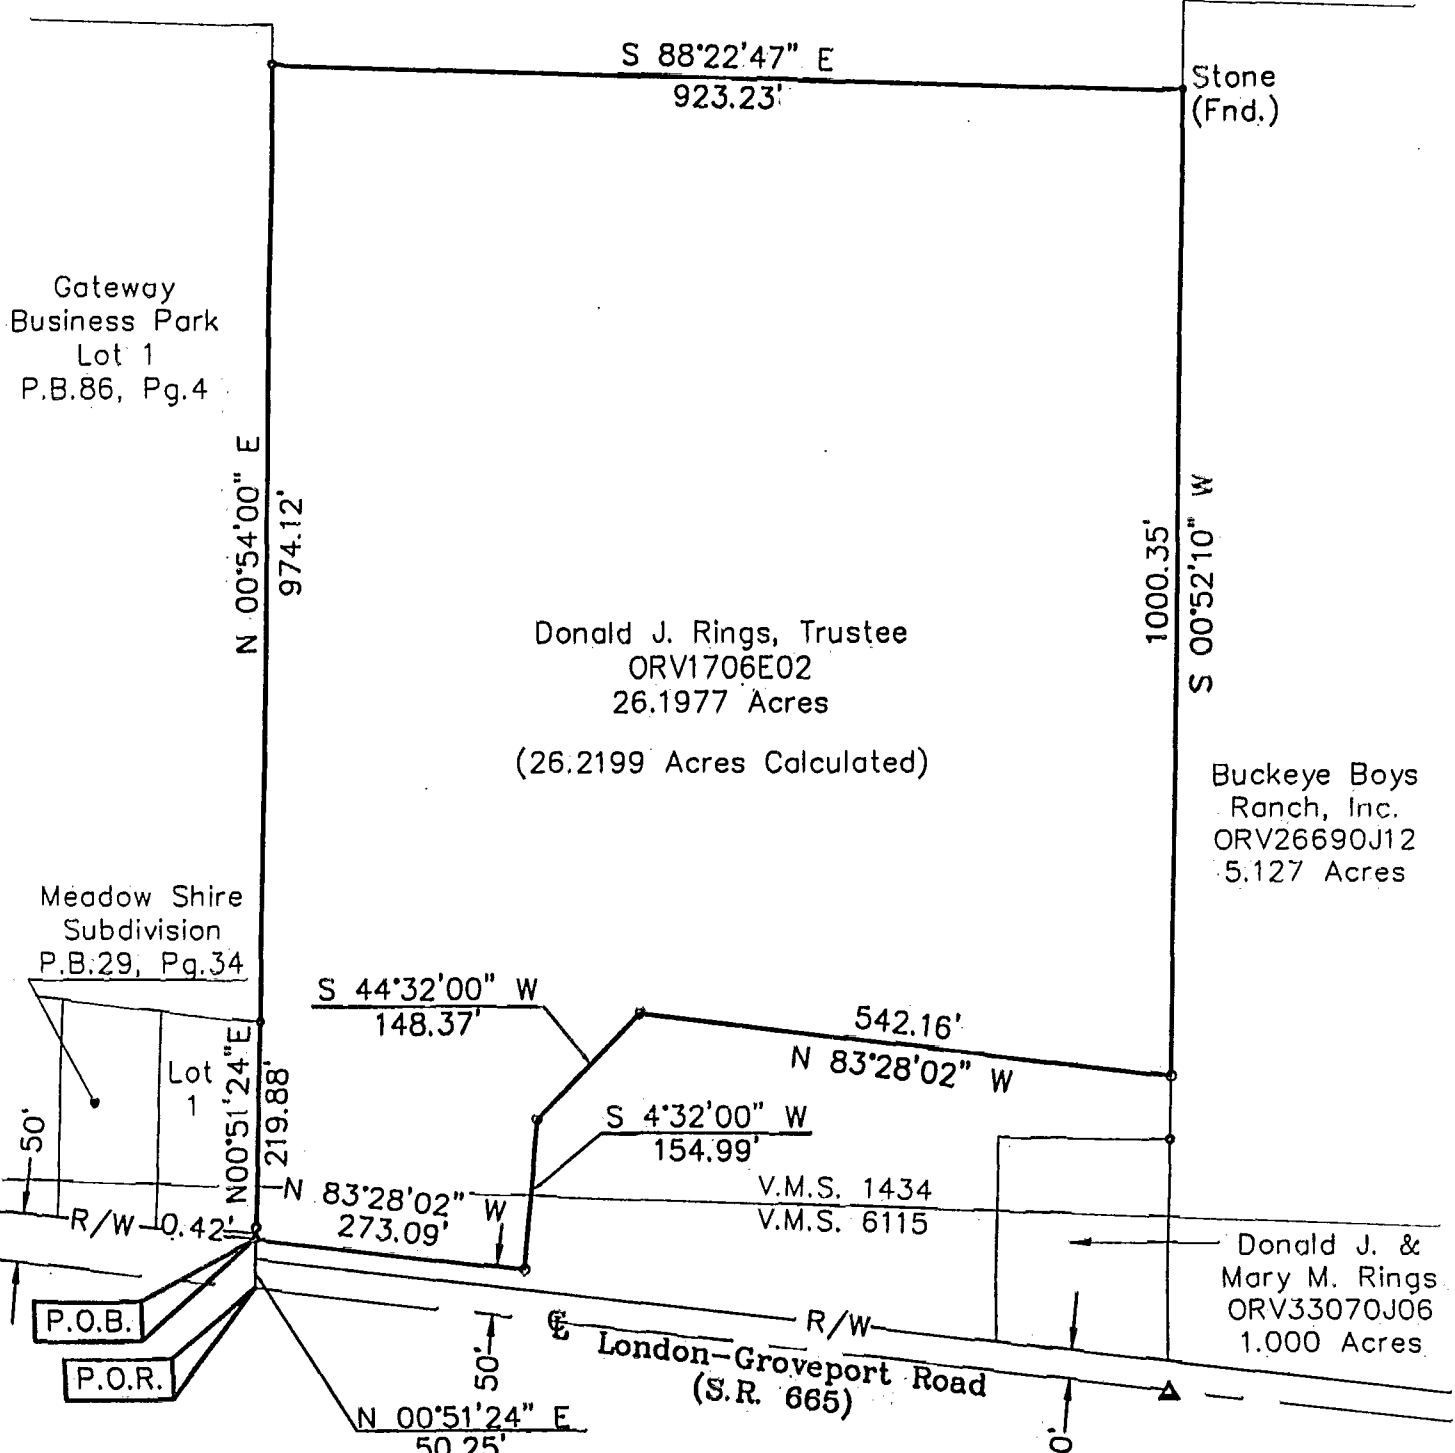 S 88°22'47" E
923.23'
Stone
(Fnd.)
Gateway
Business Park
Lot 1
P.B.86, Pg.4
N 00°54'00" E
974.12'
1000.35'
S 00°52'10" W
Donald J. Rings, Trustee
ORV1706E02
26.1977 Acres
(26.2199 Acres Calculated)
Buckeye Boys
Ranch, Inc.
ORV26690J12
5.127 Acres
Meadow Shire
Subdivision
P.B.29, Pg.34
S 44°32'00" W
148.37'
542.16'
N 83°28'02" W
Lot
1
N00°51'24"E
219.88'
50'
S 4°32'00" W
154.99'
N 83°28'02" W
273.09'
V.M.S. 1434
V.M.S. 6115
R/W
0.42'
Donald J. &
Mary M. Rings
ORV33070J06
1.000 Acres
P.O.B.
P.O.R.
R/W
London-Groveport Road
(S.R. 665)
50'
N 00°51'24" E
50.25'